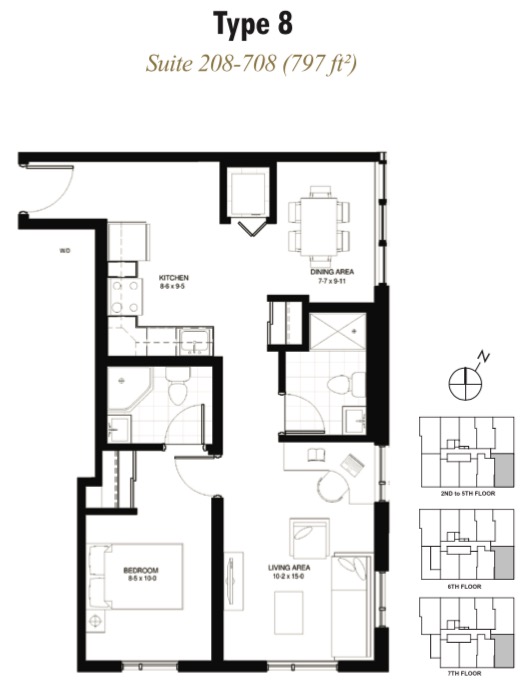 Type 8
Suite 208-708 (797 ft²)
W/D
KITCHEN
8-6 x 9-5
DINING AREA
7-7 x 9-11
N
2ND to 5TH FLOOR
BEDROOM
8-5 x 10-0
LIVING AREA
10-2 x 15-0
6TH FLOOR
7TH FLOOR